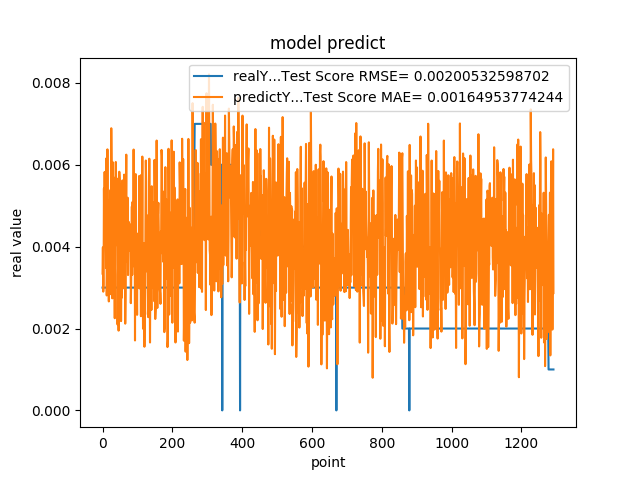 model predict
realY...Test Score RMSE= 0.00200532598702
predictY...Test Score MAE= 0.00164953774244
0.008
0.006
0.004
0.002
0.000
real value
0 200 400 600 800 1000 1200
point